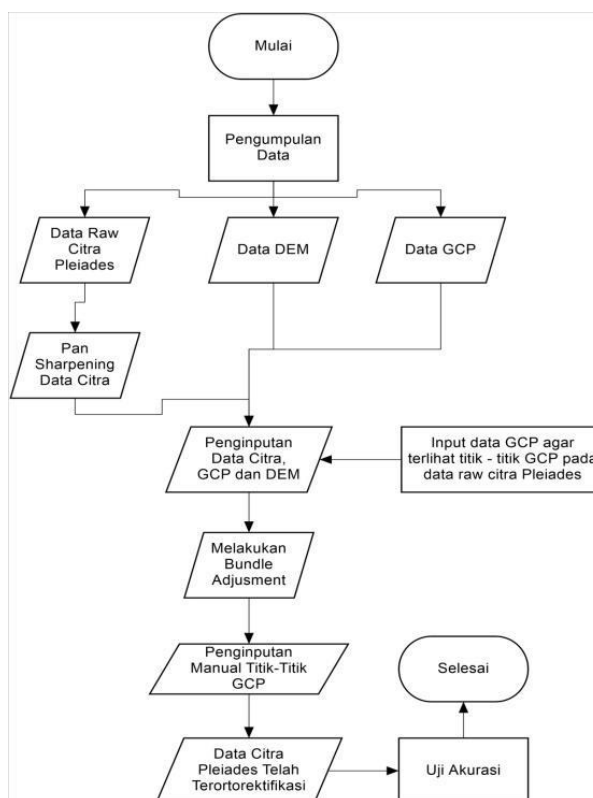 Mulai
Pengumpulan
Data
Data Raw
Citra
Pleiades
Data DEM
Data GCP
Pan
Sharpening
Data Citra
Penginputan
Data Citra,
GCP dan DEM
Input data GCP agar
terlihat titik - titik GCP pada
data raw citra Pleiades
Melakukan
Bundle
Adjusment
Penginputan
Manual Titik-Titik
GCP
Selesai
Data Citra
Pleiades Telah
Terortorektifikasi
Uji Akurasi